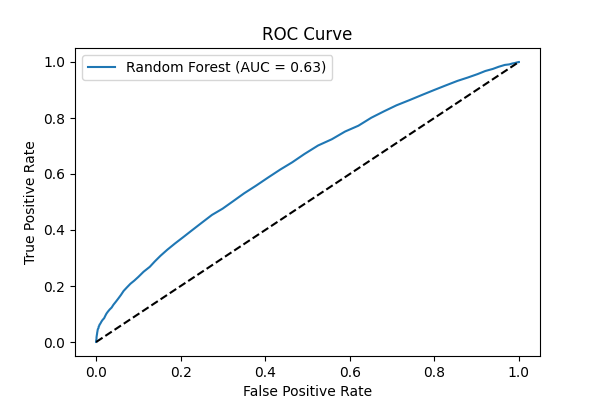 ROC Curve
Random Forest (AUC = 0.63)
True Positive Rate
1.0
0.8
0.6
0.4
0.2
0.0
0.0 0.2 0.4 0.6 0.8 1.0
False Positive Rate